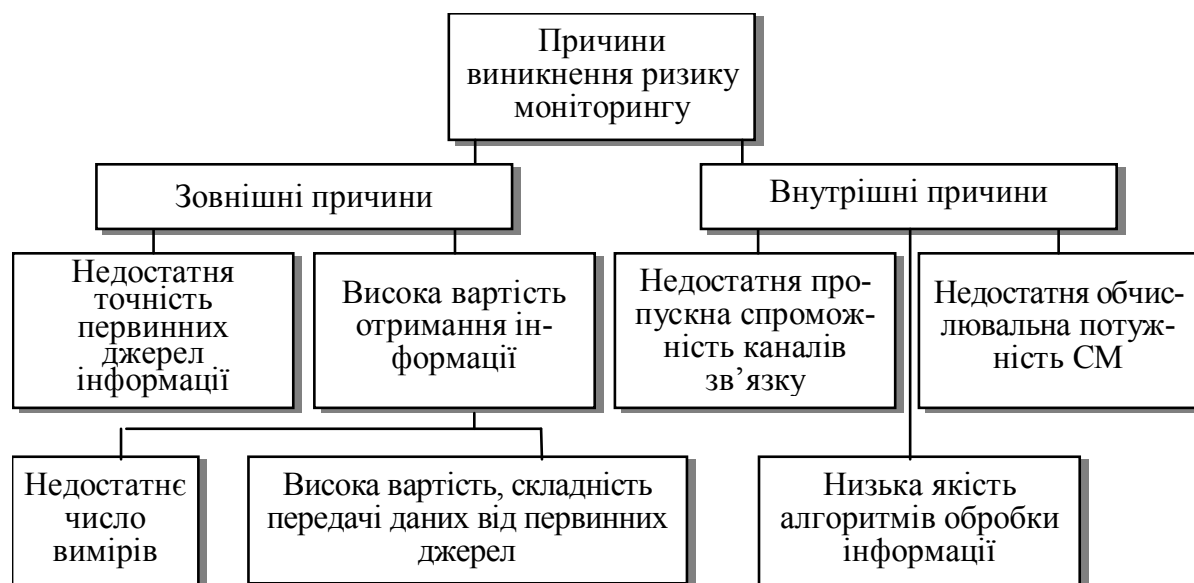 Причини
виникнення ризику
моніторингу
Зовнішні причини
Внутрішні причини
Недостатня
точність
первинних
джерел
інформації
Висока вартість
отримання ін-
формації
Недостатня про-
пускна спромож-
ність каналів
зв’язку
Недостатня обчис-
лювальна потуж-
ність СМ
Недостатнє
число
вимірів
Висока вартість, складність
передачі даних від первинних
джерел
Низька якість
алгоритмів обробки
інформації